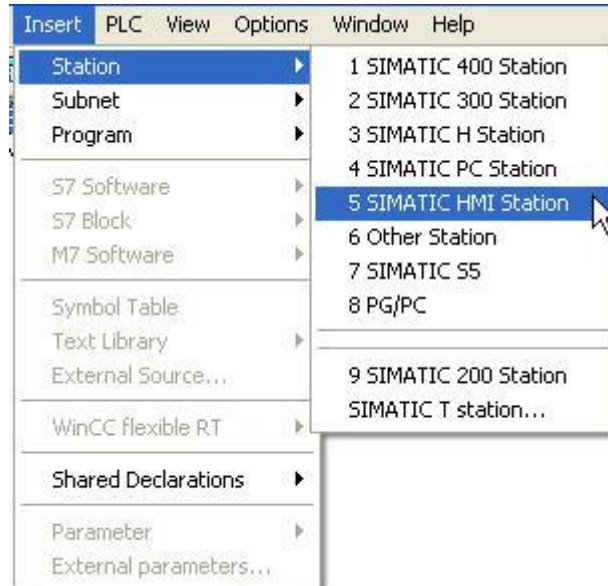 Insert PLC View Options Window Help
Station
Subnet
Program
S7 Software
S7 Block
M7 Software
Symbol Table
Text Library
External Source...
WinCC flexible RT
Shared Declarations
Parameter
External parameters...
1 SIMATIC 400 Station
2 SIMATIC 300 Station
3 SIMATIC H Station
4 SIMATIC PC Station
5 SIMATIC HMI Station
6 Other Station
7 SIMATIC S5
8 PG/PC
9 SIMATIC 200 Station
SIMATIC T station...